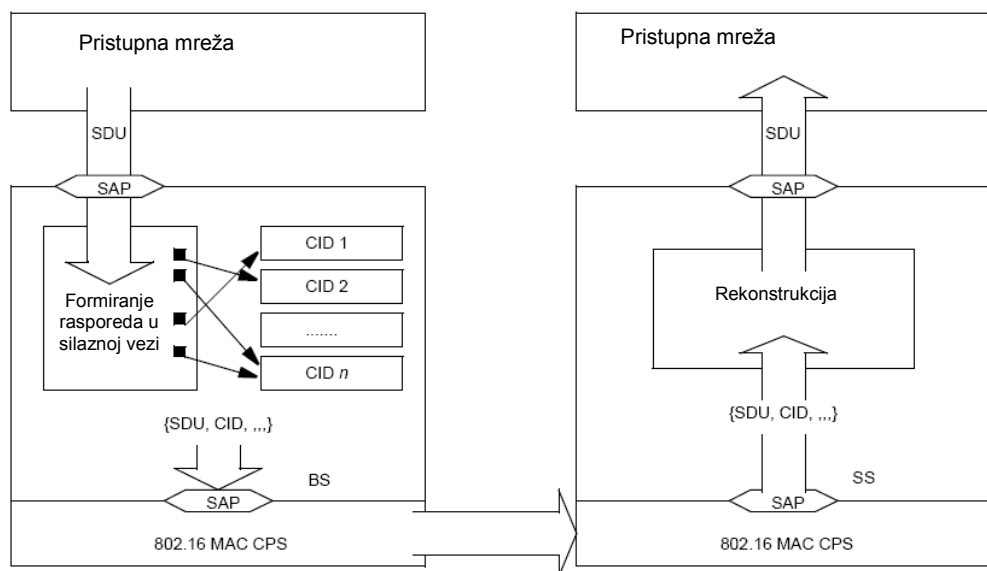 Pristupna mreža
SDU
SAP
Formiranje
rasporeda u
silaznoj vezi
CID 1
CID 2
.......
CID n
{SDU, CID, ,,,}
BS
SAP
802.16 MAC CPS
Pristupna mreža
SDU
SAP
Rekonstrukcija
{SDU, CID, ,,,}
SS
SAP
802.16 MAC CPS